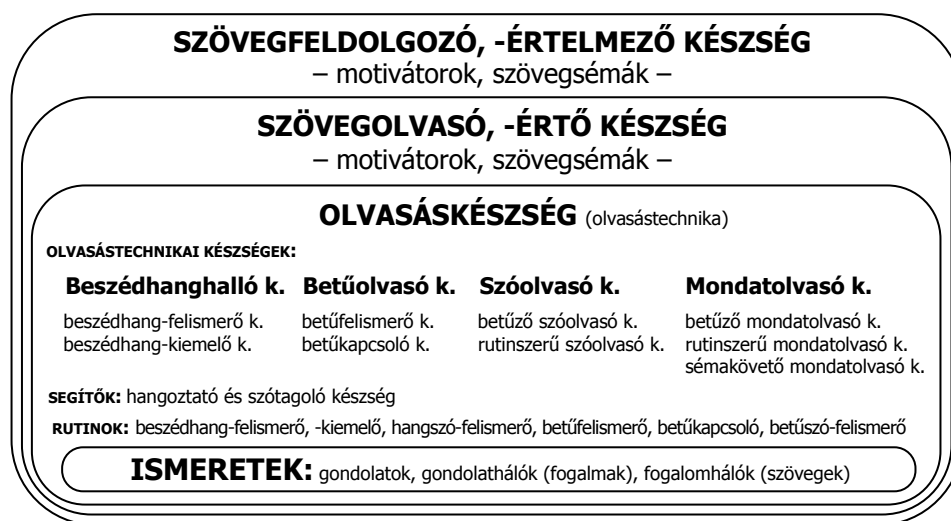 SZÖVEGFELDOLGOZÓ, -ÉRTELMEZŐ KÉSZSÉG
– motivátorok, szövegsémák –
SZÖVEGOLVASÓ, -ÉRTŐ KÉSZSÉG
– motivátorok, szövegsémák –
OLVASÁSKÉSZSÉG (olvasástechnika)
OLVASÁSTECHNIKAI KÉSZSÉGEK:
Beszédhanghalló k. Betűolvasó k. Szóolvasó k. Mondatolvasó k.
beszédhang-felismerő k. betűfelismerő k. betűző szóolvasó k. betűző mondatolvasó k.
beszédhang-kiemelő k. betűkapcsoló k. rutinszerű szóolvasó k. rutinszerű mondatolvasó k.
sémakövető mondatolvasó k.
SEGÍTŐK: hangoztató és szótagoló készség
RUTINOK: beszédhang-felismerő, -kiemelő, hangszó-felismerő, betűfelismerő, betűkapcsoló, betűszó-felismerő
ISMERETEK: gondolatok, gondolathálók (fogalmak), fogalomhálók (szövegek)